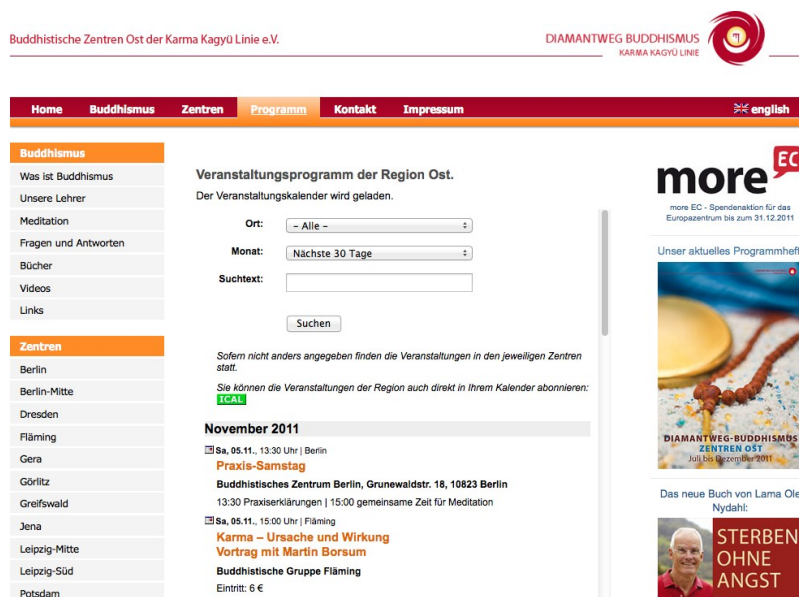 Buddhistische Zentren Ost der Karma Kagyü Linie e.V.
DIAMANTWEG BUDDHISMUS
KARMA KAGYÜ LINIE
Home Buddhismus Zentren Programm Kontakt Impressum english
Buddhismus
Was ist Buddhismus
Unsere Lehrer
Meditation
Fragen und Antworten
Bücher
Videos
Links
Zentren
Berlin
Berlin-Mitte
Dresden
Fläming
Gera
Görlitz
Greifswald
Jena
Leipzig-Mitte
Leipzig-Süd
Potsdam
Veranstaltungsprogramm der Region Ost.
Der Veranstaltungskalender wird geladen.
Ort: – Alle –
Monat: Nächste 30 Tage
Suchtext:
Suchen
Sofern nicht anders angegeben finden die Veranstaltungen in den jeweiligen Zentren
statt.
Sie können die Veranstaltungen der Region auch direkt in Ihrem Kalender abonnieren:
ICAL
November 2011
Sa, 05.11., 13:30 Uhr | Berlin
Praxis-Samstag
Buddhistisches Zentrum Berlin, Grunewaldstr. 18, 10823 Berlin
13:30 Praxiserklärungen | 15:00 gemeinsame Zeit für Meditation
Sa, 05.11., 15:00 Uhr | Fläming
Karma – Ursache und Wirkung
Vortrag mit Martin Borsum
Buddhistische Gruppe Fläming
Eintritt: 6 €
more EC
more EC - Spendenaktion für das
Europazentrum bis zum 31.12.2011
Unser aktuelles Programmheft
DIAMANTWEG-BUDDHISMUS
ZENTREN OST
Juli bis Dezember 2011
Das neue Buch von Lama Ole
Nydahl:
STERBEN
OHNE
ANGST